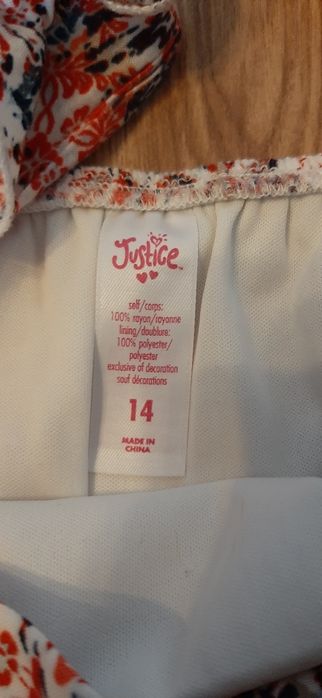 Justice™
self/corps:
100% rayon/rayonne
lining/doublure:
100% polyester/
polyester
exclusive of decoration
sauf décorations
14
MADE IN
CHINA